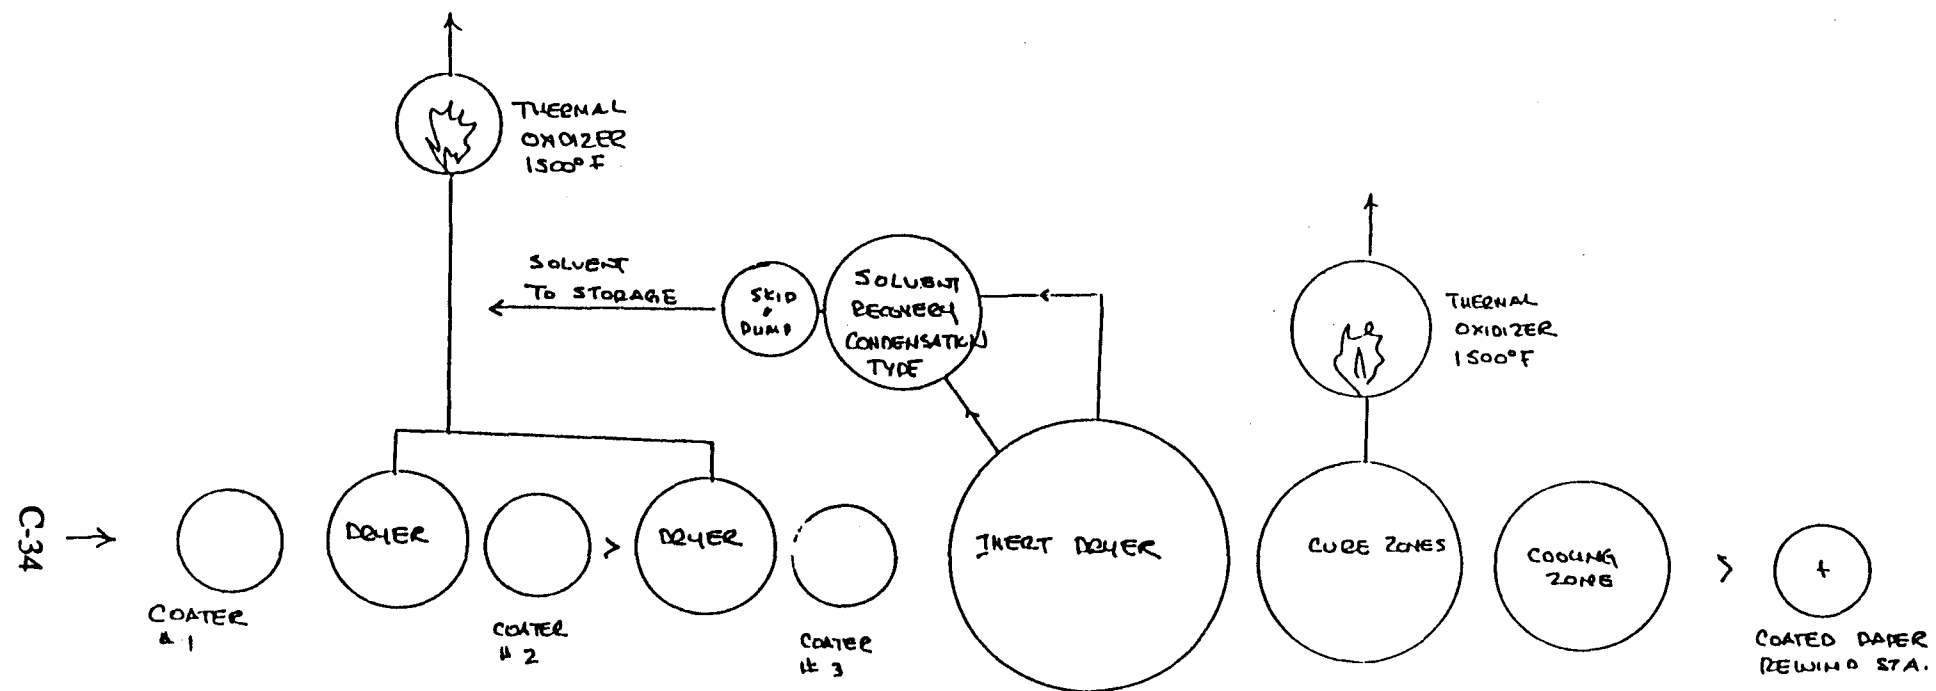 THERMAL
OXIDIZER
1500°F
SOLVENT
TO STORAGE
SKID
PUMP
SOLVENT
RECOVERY
CONDENSATION
TYPE
THERMAL
OXIDIZER
1500°F
C-34
DRYER
DRYER
INERT DRYER
CURE ZONES
COOLING
ZONE
+
COATER
# 1
COATER
# 2
COATER
# 3
COATED PAPER
REWIND STA.